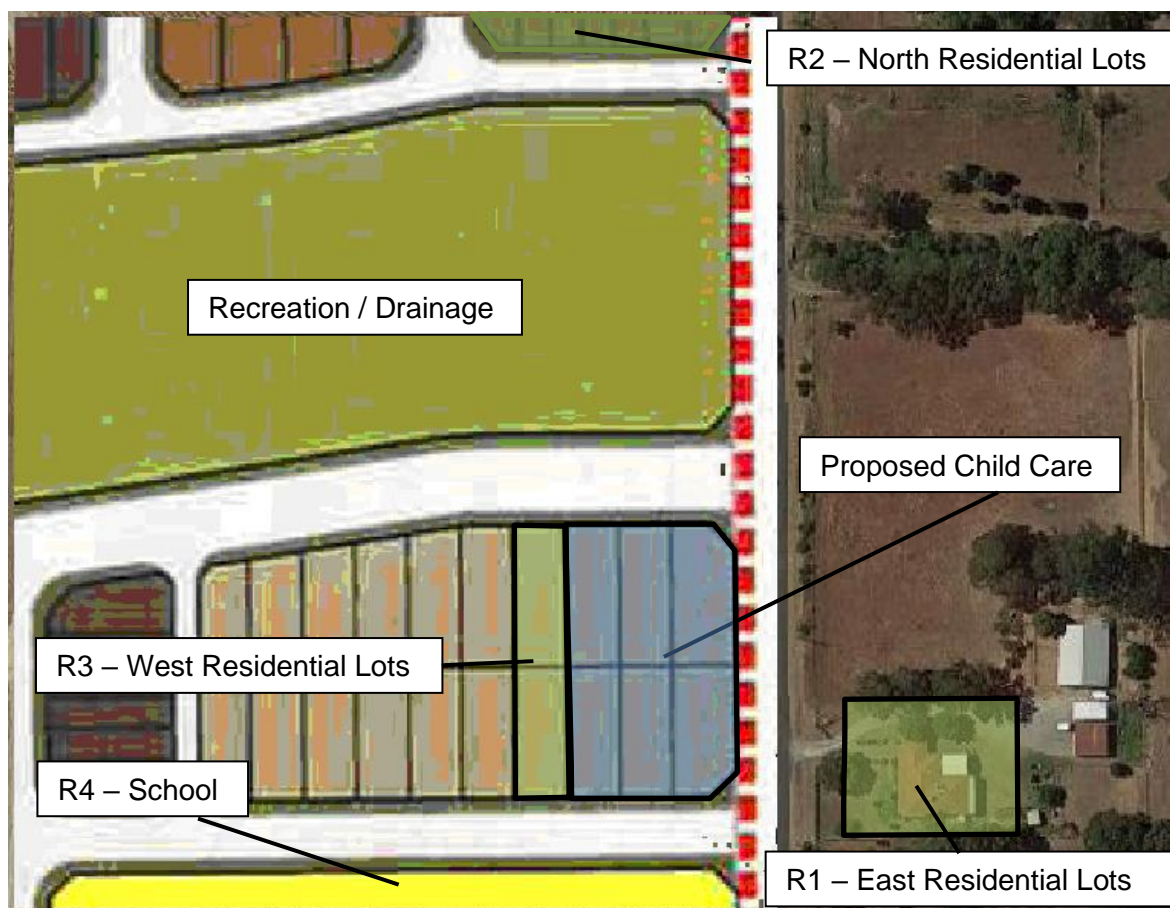 R2 – North Residential Lots
Recreation / Drainage
Proposed Child Care
R3 – West Residential Lots
R4 – School
R1 – East Residential Lots